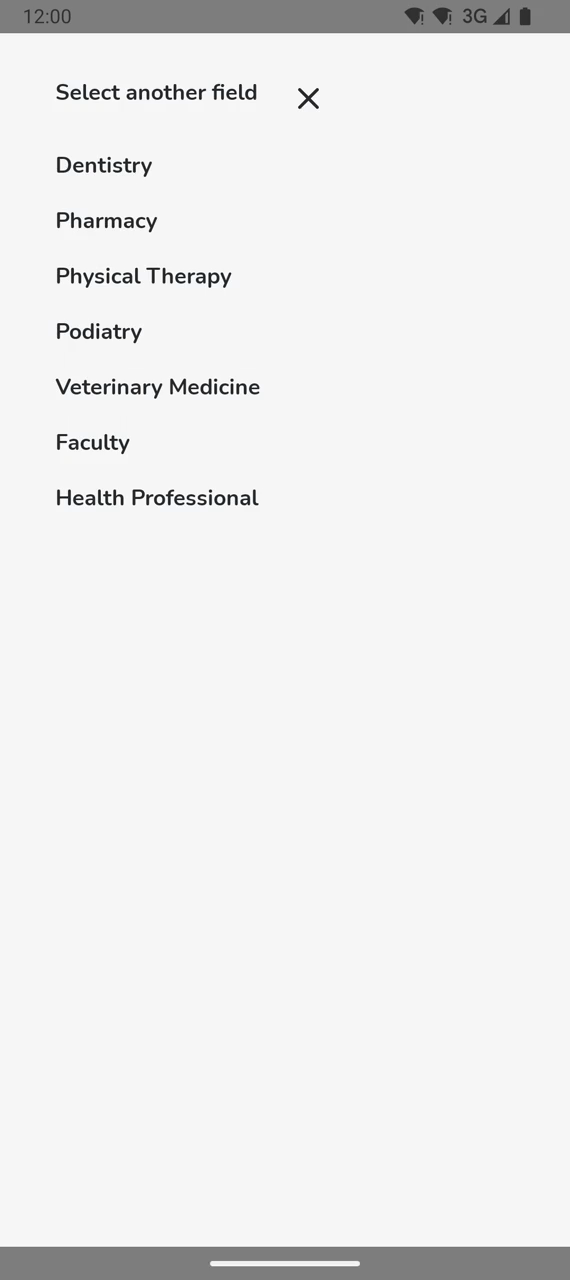 12:00
3G
Select another field
Dentistry
Pharmacy
Physical Therapy
Podiatry
Veterinary Medicine
Faculty
Health Professional